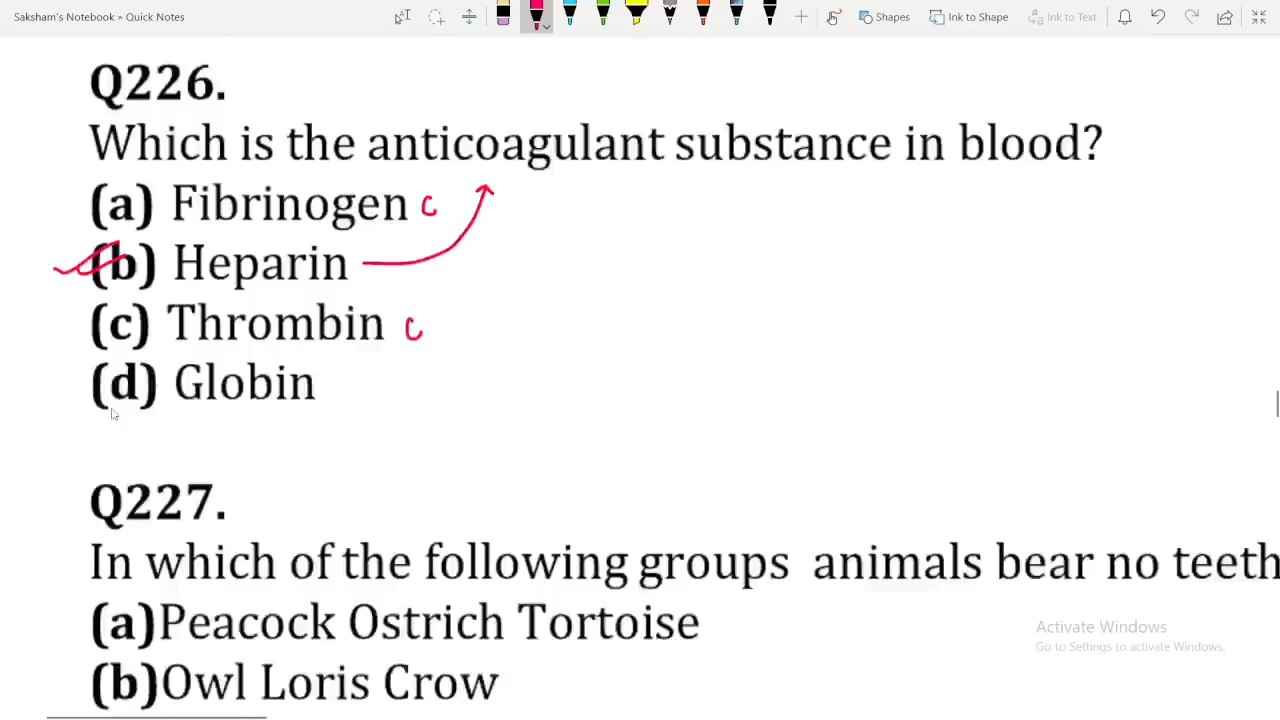 Saksham's Notebook » Quick Notes
Shapes
Ink to Shape
Ink to Text
Q226.
Which is the anticoagulant substance in blood?
(a) Fibrinogen c
(b) Heparin
(c) Thrombin c
(d) Globin
Q227.
In which of the following groups animals bear no teeth
(a)Peacock Ostrich Tortoise
(b)Owl Loris Crow
Activate Windows
Go to Settings to activate Windows.